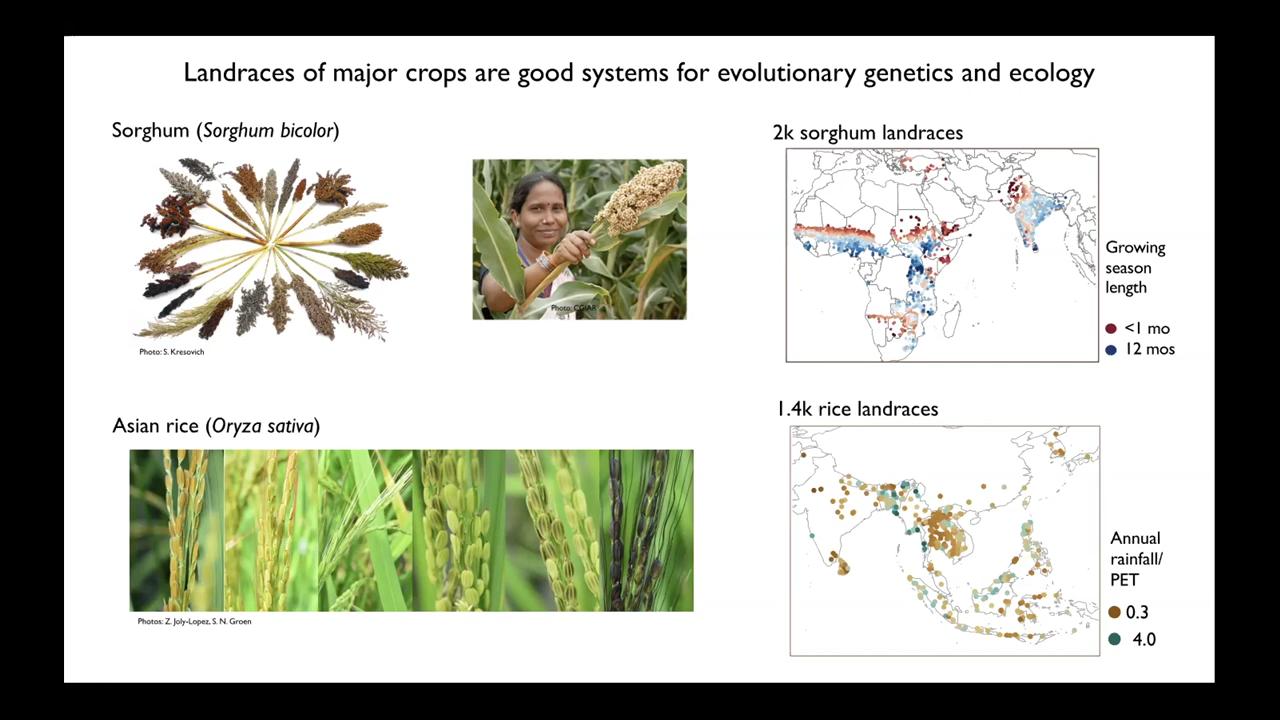 Landraces of major crops are good systems for evolutionary genetics and ecology
Sorghum (Sorghum bicolor)
Photo: S. Kresovich
Photo: CGIAR
2k sorghum landraces
Growing
season
length
<1 mo
12 mos
Asian rice (Oryza sativa)
Photos: Z. Joly-Lopez, S. N. Groen
1.4k rice landraces
Annual
rainfall/
PET
0.3
4.0